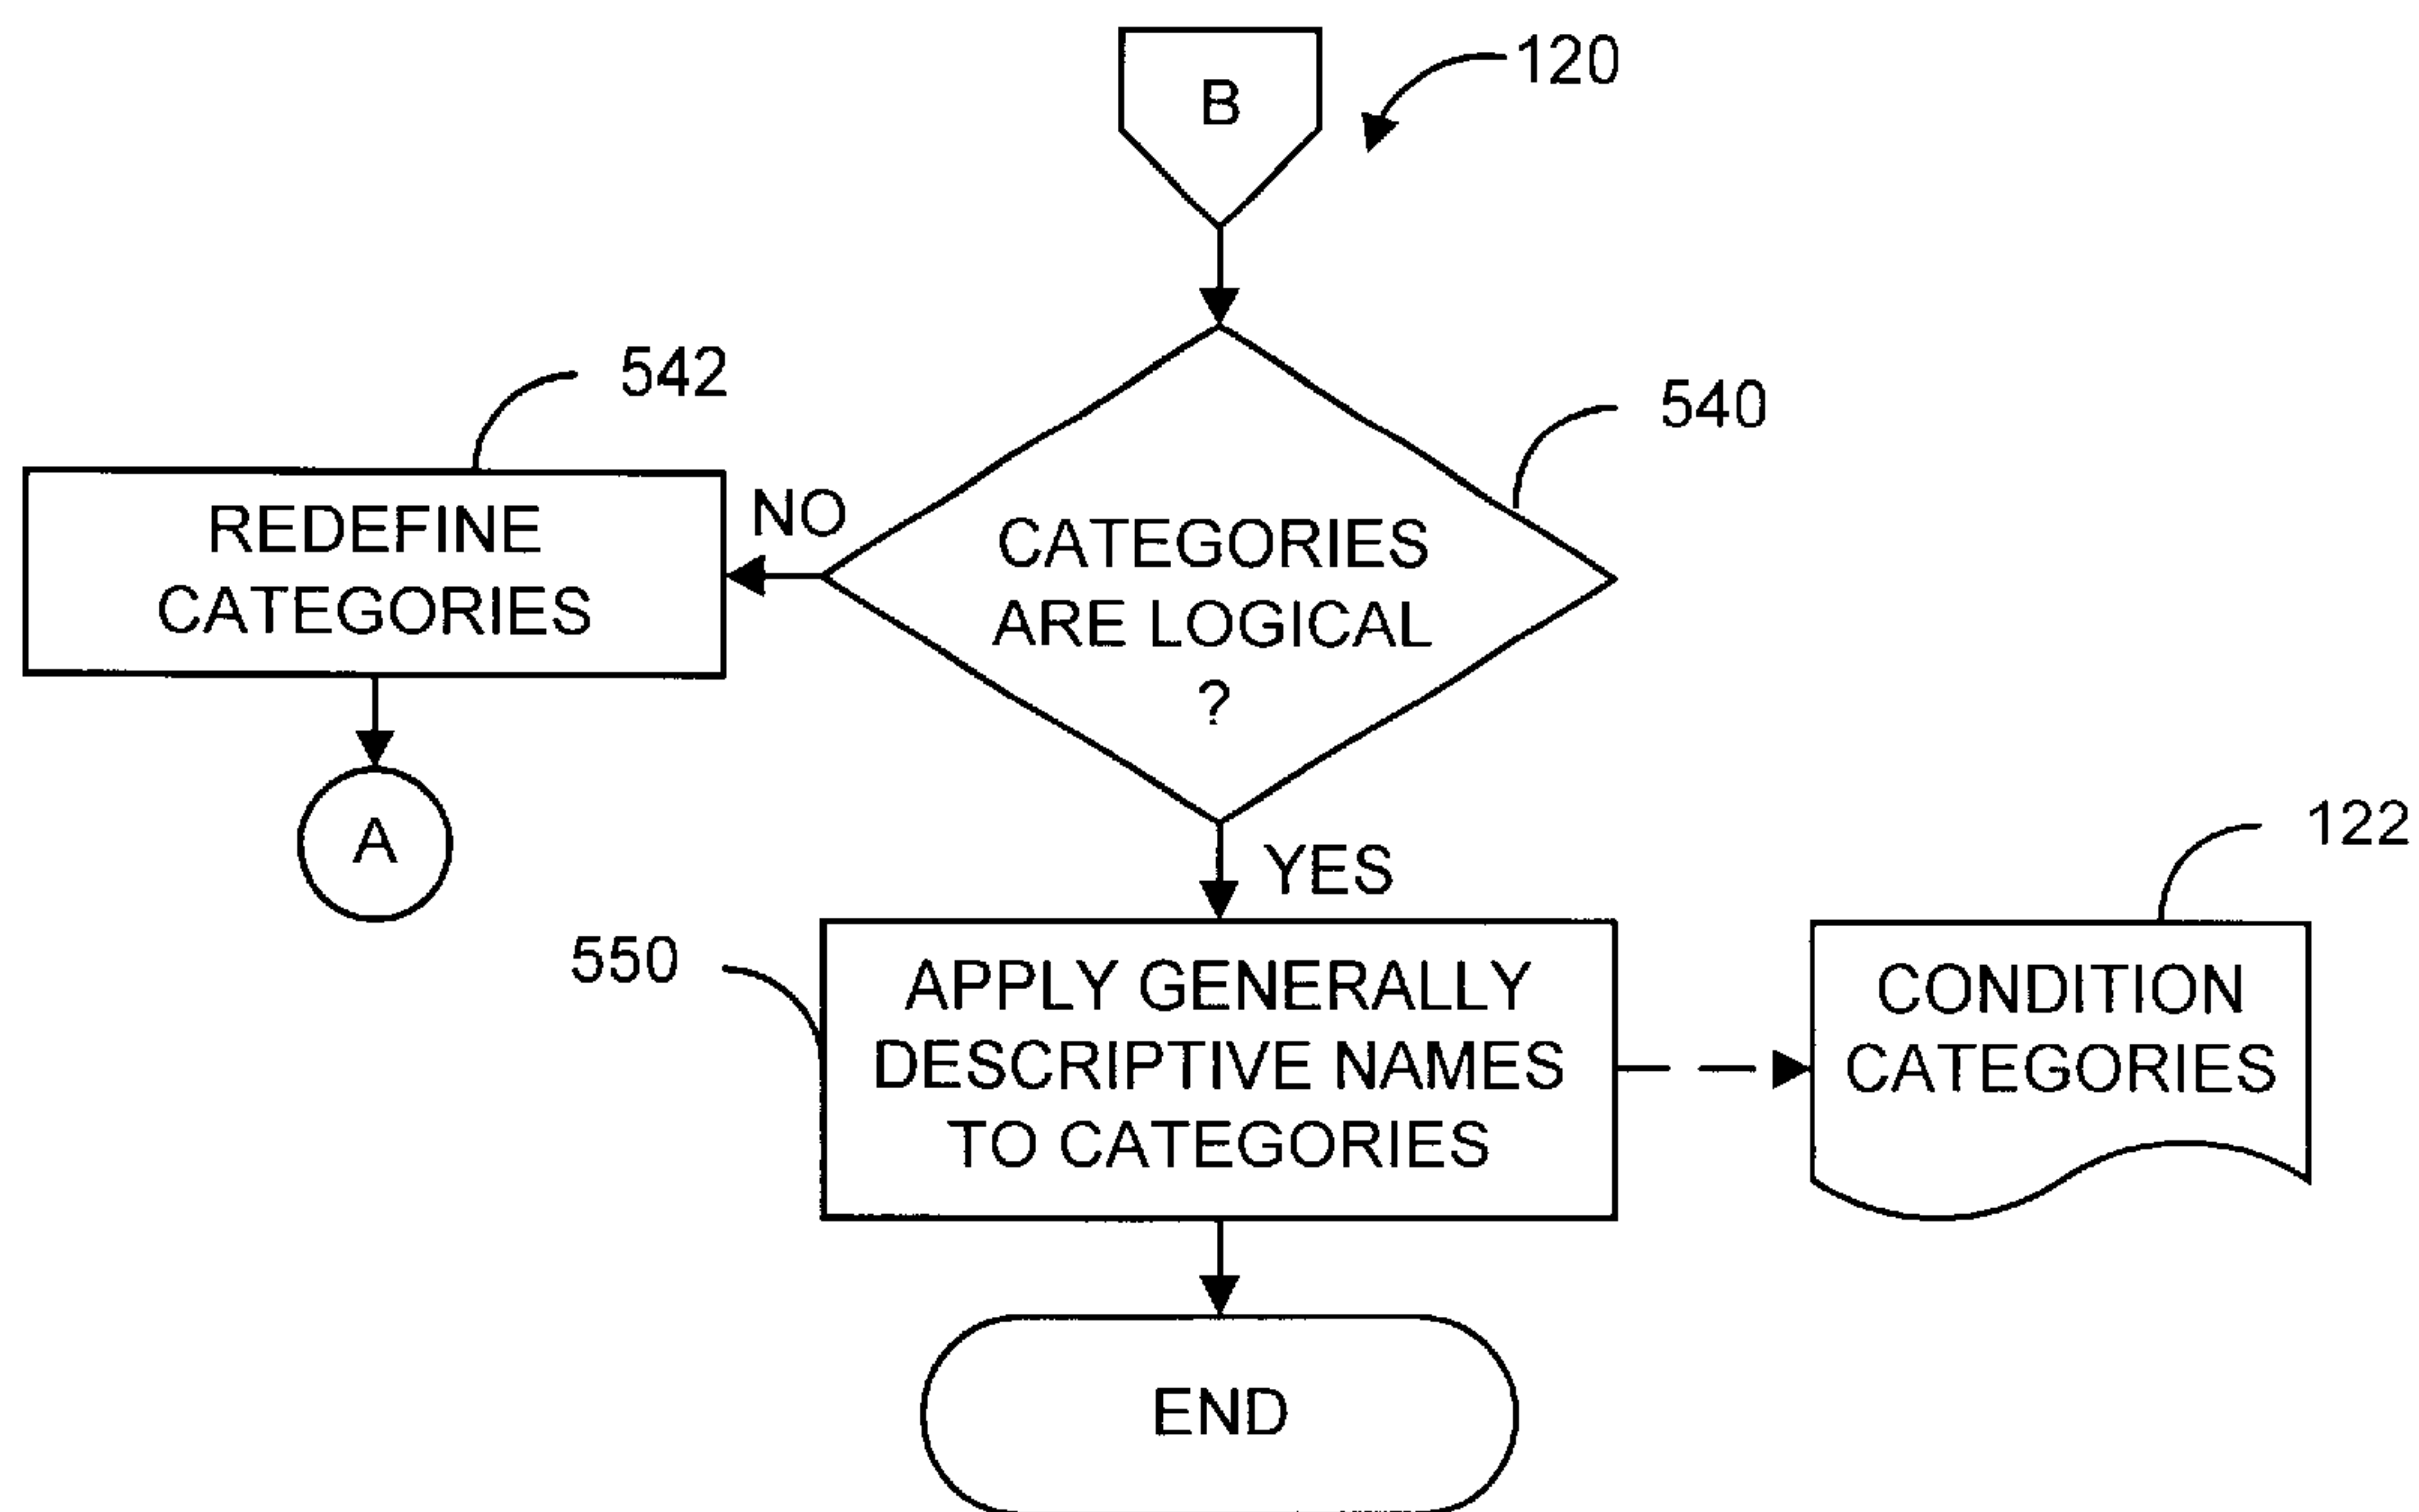 B
120
542
540
REDEFINE
CATEGORIES
NO
CATEGORIES
ARE LOGICAL
?
A
YES
122
550
APPLY GENERALLY
DESCRIPTIVE NAMES
TO CATEGORIES
CONDITION
CATEGORIES
END